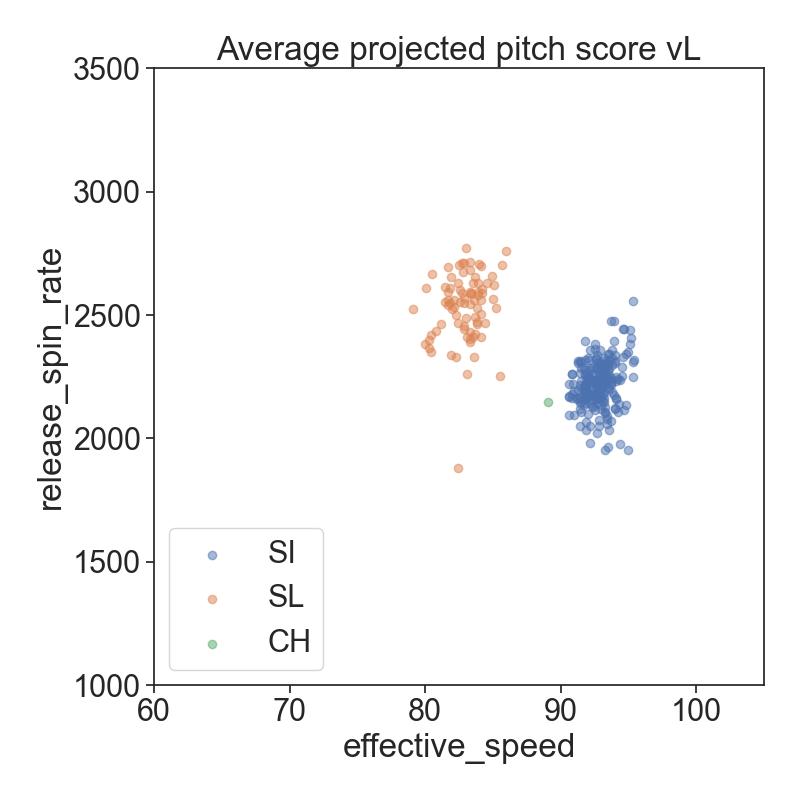 Average projected pitch score vL
3500
3000
2500
2000
1500
1000
release_spin_rate
SI
SL
CH
60 70 80 90 100
effective_speed